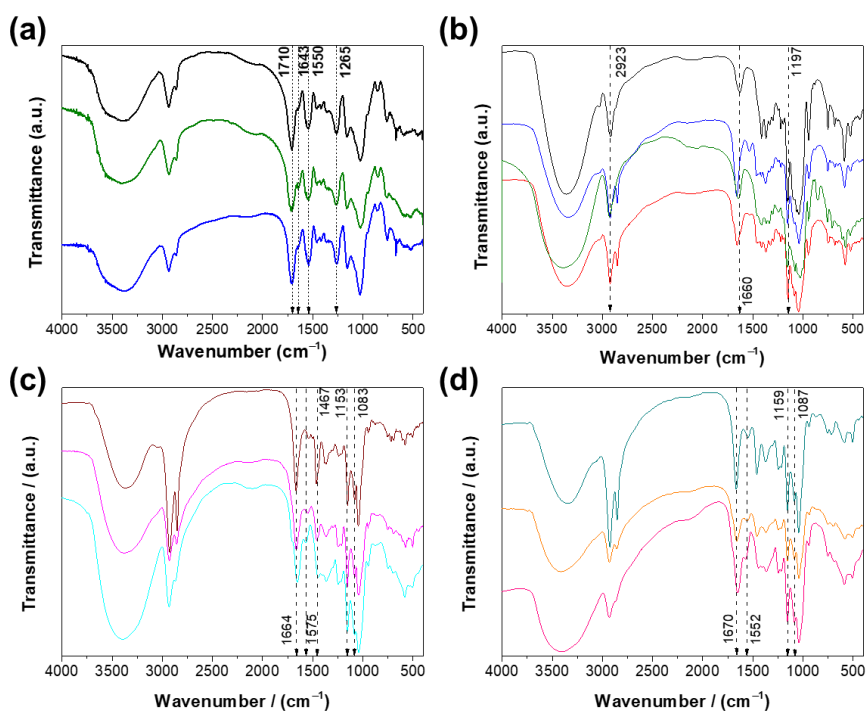 (a)
1710
1643
1550
1265
Transmittance (a.u.)
4000 3500 3000 2500 2000 1500 1000 500
Wavenumber (cm⁻¹)
(b)
2923
1197
1660
Transmittance (a.u.)
4000 3500 3000 2500 2000 1500 1000 500
Wavenumber (cm⁻¹)
(c)
1467
1153
1083
1664
1575
Transmittance / (a.u.)
4000 3500 3000 2500 2000 1500 1000 500
Wavenumber / (cm⁻¹)
(d)
1159
1087
1670
1552
Transmittance / (a.u.)
4000 3500 3000 2500 2000 1500 1000 500
Wavenumber / (cm⁻¹)